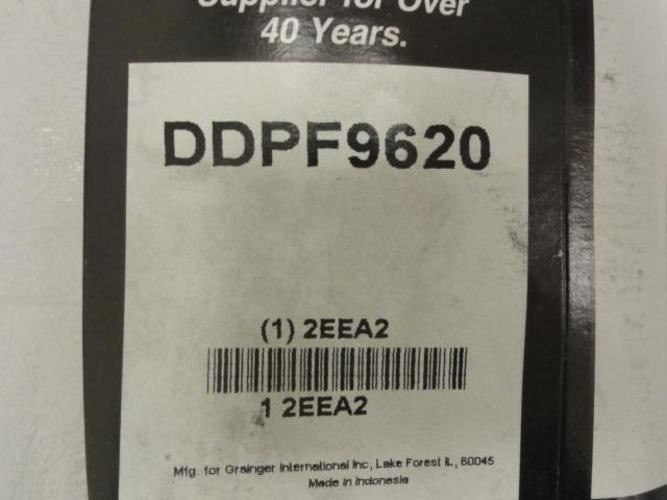 Supplier for Over
40 Years.
DDPF9620
(1) 2EEA2
1 2EEA2
Mfg. for Grainger International Inc, Lake Forest IL, 60045
Made in Indonesia